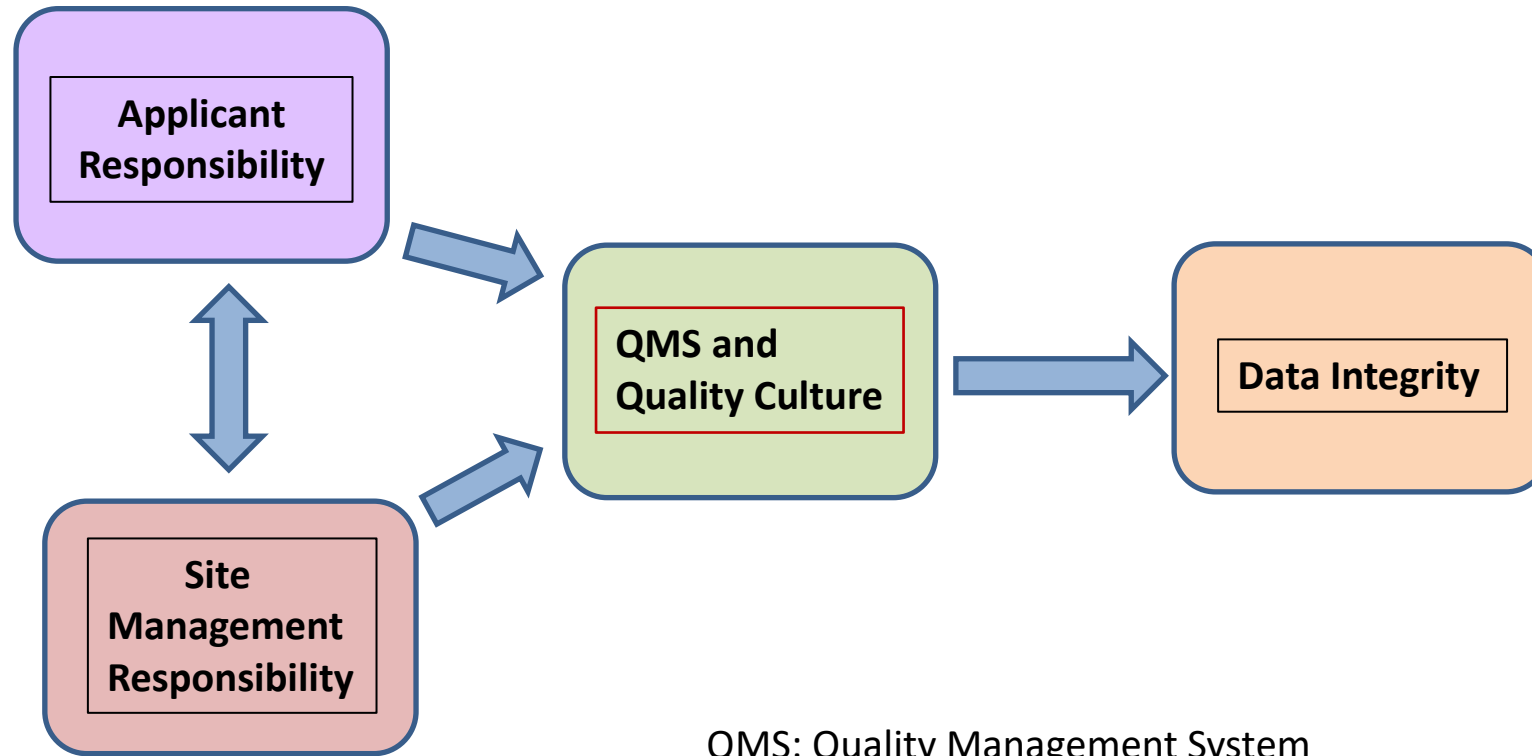 Applicant
Responsibility
QMS and
Quality Culture
Data Integrity
Site
Management
Responsibility
QMS: Quality Management System